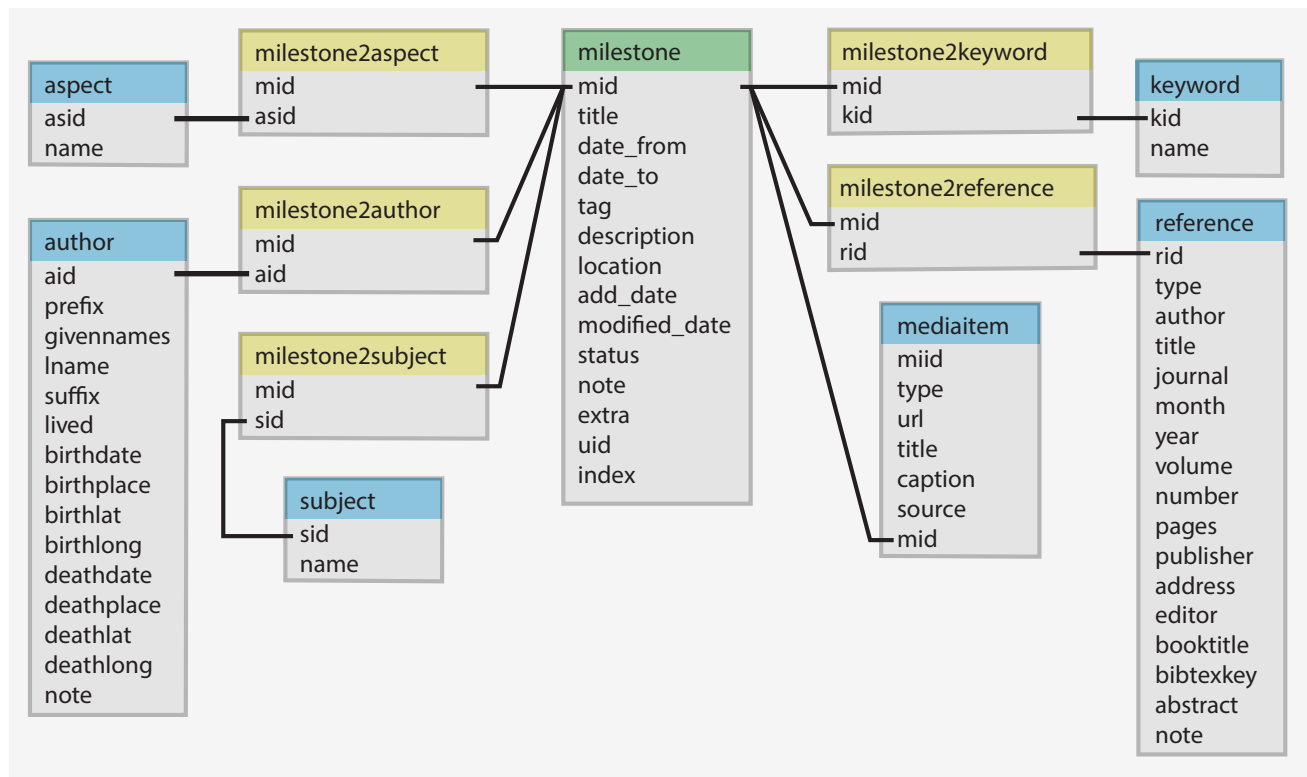 aspect
asid
name
author
aid
prefix
givennames
lname
suffix
lived
birthdate
birthplace
birthlat
birthlong
deathdate
deathplace
deathlat
deathlong
note
milestone2aspect
mid
asid
milestone2author
mid
aid
milestone2subject
mid
sid
subject
sid
name
milestone
mid
title
date_from
date_to
tag
description
location
add_date
modified_date
status
note
extra
uid
index
milestone2keyword
mid
kid
milestone2reference
mid
rid
mediaitem
miid
type
url
title
caption
source
mid
keyword
kid
name
reference
rid
type
author
title
journal
month
year
volume
number
pages
publisher
address
editor
booktitle
bibtexkey
abstract
note